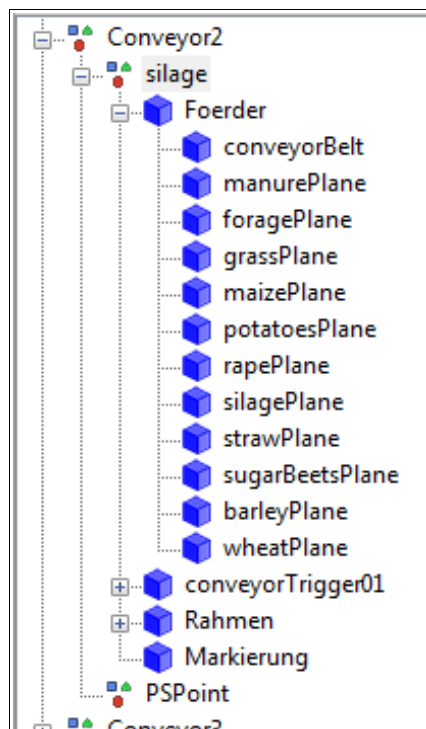 Conveyor2
silage
Foerder
conveyorBelt
manurePlane
foragePlane
grassPlane
maizePlane
potatoesPlane
rapePlane
silagePlane
strawPlane
sugarBeetsPlane
barleyPlane
wheatPlane
conveyorTrigger01
Rahmen
Markierung
PSPoint
Conveyor3